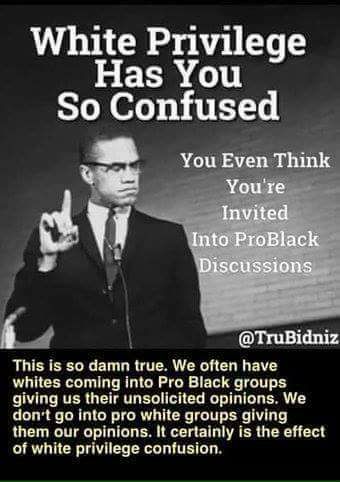 White Privilege
Has You
So Confused
You Even Think
You're
Invited
Into ProBlack
Discussions
@TruBidniz
This is so damn true. We often have
whites coming into Pro Black groups
giving us their unsolicited opinions. We
don't go into pro white groups giving
them our opinions. It certainly is the effect
of white privilege confusion.